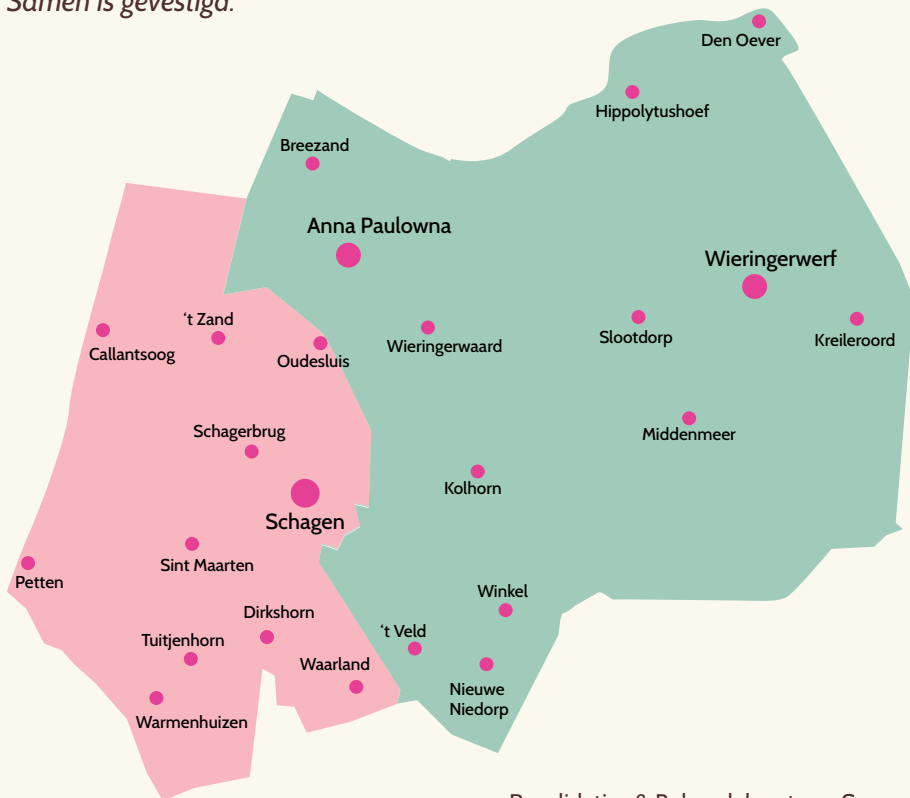 Samen is gevestigd.
Den Oever
Hippolytushoef
Breezand
Anna Paulowna
Wieringerwerf
't Zand
Callantsoog
Oudesluis
Wieringerwaard
Slootdorp
Kreileroord
Schagerbrug
Middenmeer
Kolhorn
Schagen
Sint Maarten
Petten
Winkel
Dirkshorn
't Veld
Tuitjenhorn
Waarland
Nieuwe
Niedorp
Warmenhuizen